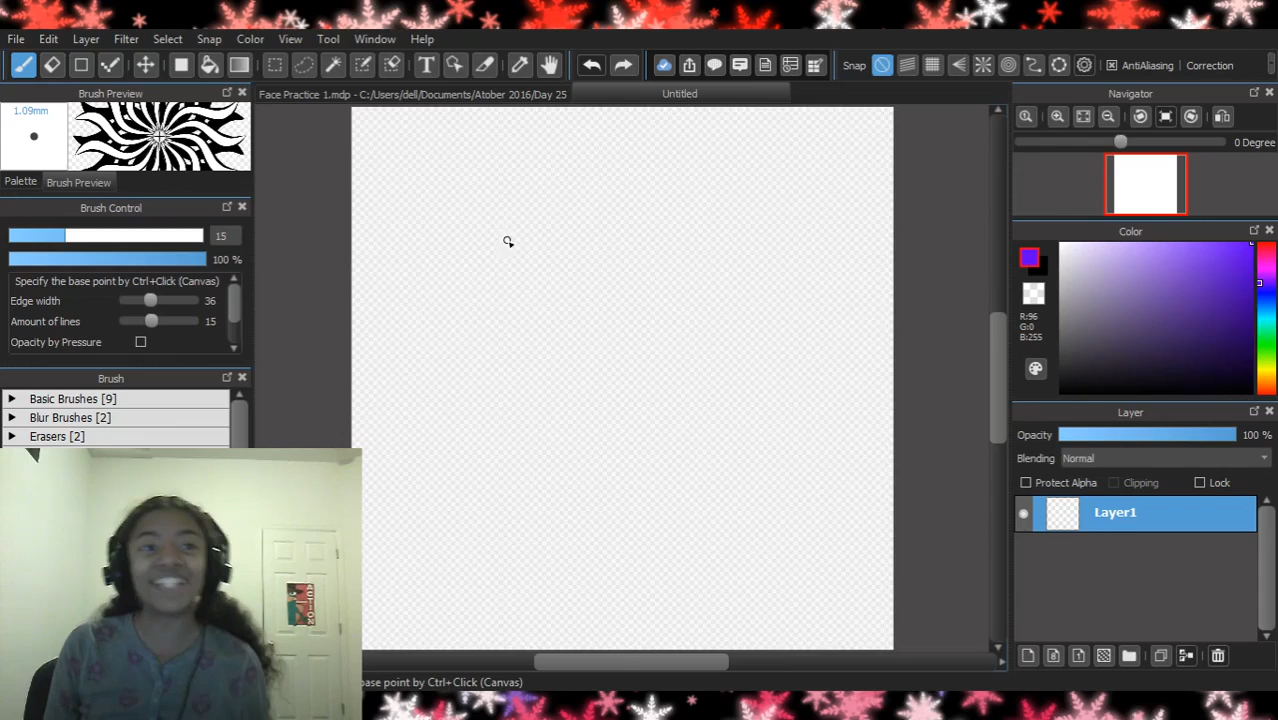 File Edit Layer Filter Select Snap Color View Tool Window Help
Snap AntiAliasing Correction
Brush Preview
Face Practice 1.mdp - C:/Users/dell/Documents/Atober 2016/Day 25
Untitled
Navigator
1.09mm
0 Degree
Palette Brush Preview
Brush Control
15
100 %
Specify the base point by Ctrl+Click (Canvas)
Edge width 36
Amount of lines 15
Opacity by Pressure
Color
R:96
G:0
B:255
Brush
Basic Brushes [9]
Blur Brushes [2]
Erasers [2]
Layer
Opacity 100 %
Blending Normal
Protect Alpha Clipping Lock
Layer1
ACTION
base point by Ctrl+Click (Canvas)